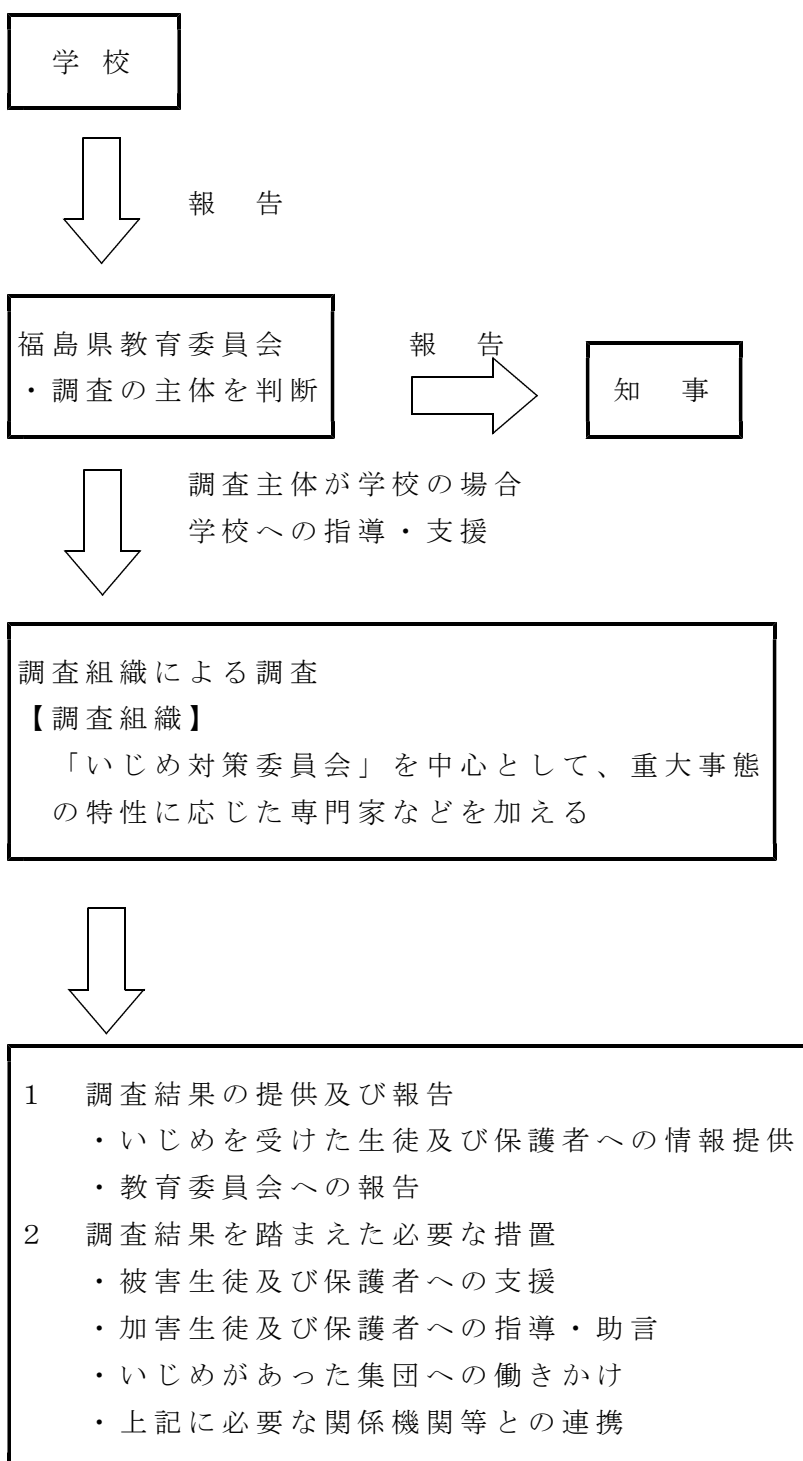 学校
報告
福島県教育委員会
・調査の主体を判断
報告
知事
調査主体が学校の場合
学校への指導・支援
調査組織による調査
【調査組織】
「いじめ対策委員会」を中心として、重大事態
の特性に応じた専門家などを加える
1 調査結果の提供及び報告
・いじめを受けた生徒及び保護者への情報提供
・教育委員会への報告
2 調査結果を踏まえた必要な措置
・被害生徒及び保護者への支援
・加害生徒及び保護者への指導・助言
・いじめがあった集団への働きかけ
・上記に必要な関係機関等との連携